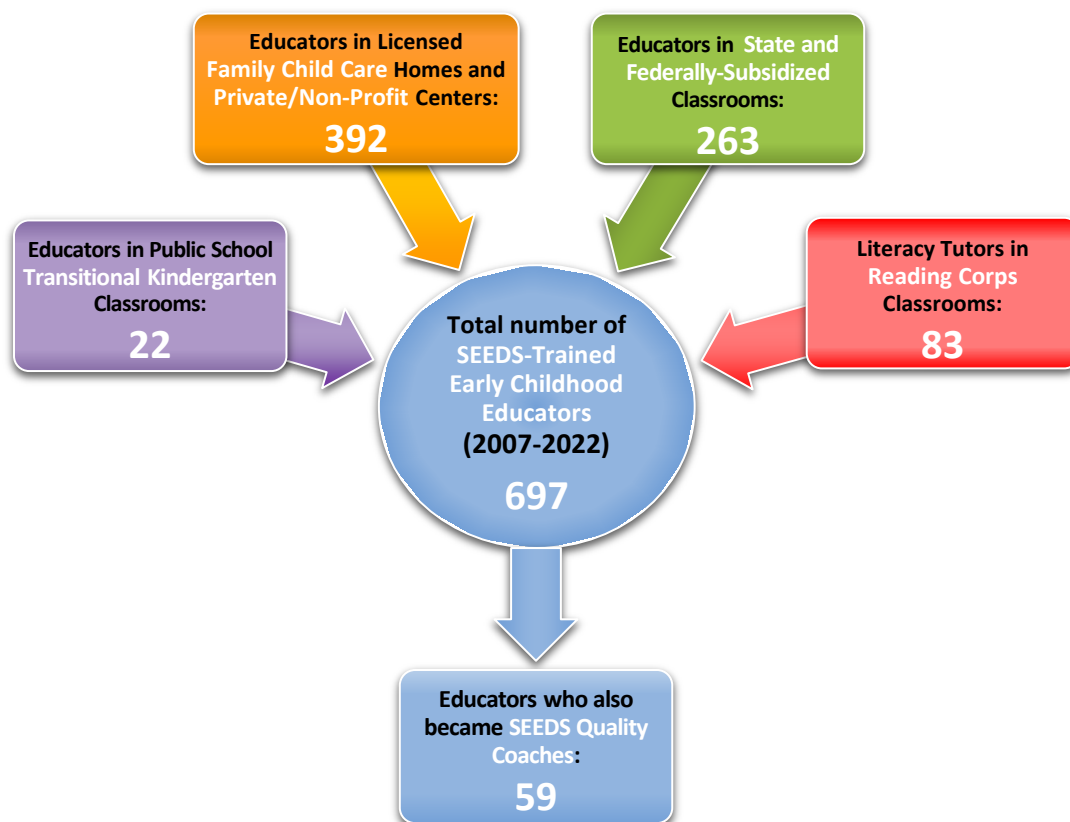 Educators in Licensed
Family Child Care Homes and
Private/Non-Profit Centers:
392
Educators in State and
Federally-Subsidized
Classrooms:
263
Educators in Public School
Transitional Kindergarten
Classrooms:
22
Literacy Tutors in
Reading Corps
Classrooms:
83
Total number of
SEEDS-Trained
Early Childhood
Educators
(2007-2022)
697
Educators who also
became SEEDS Quality
Coaches:
59